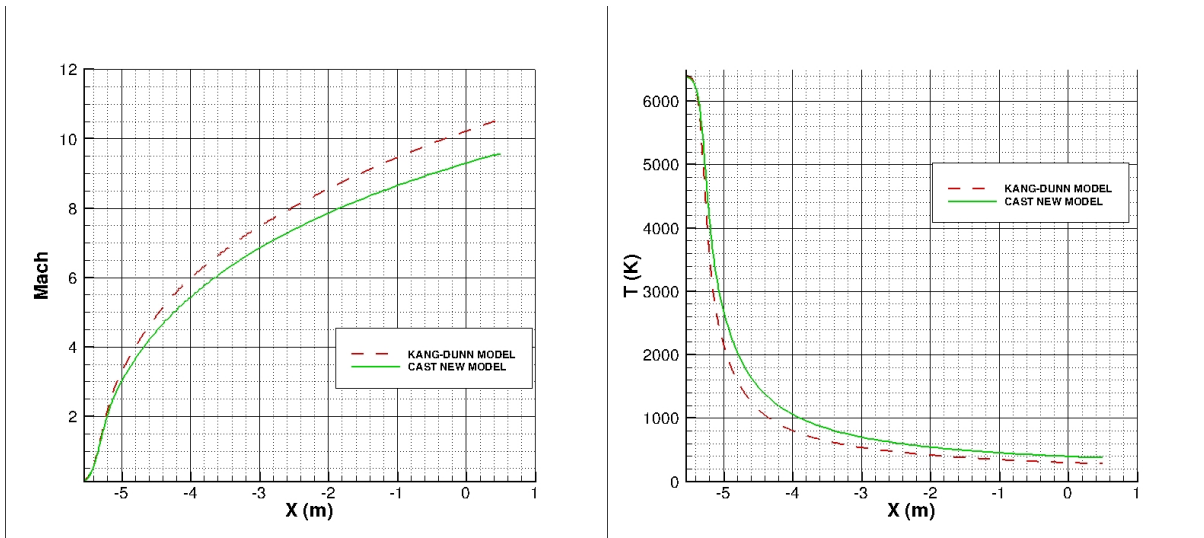 12
10
8
6
4
2
Mach
-5 -4 -3 -2 -1 0 1
X (m)
KANG-DUNN MODEL
CAST NEW MODEL
6000
5000
4000
3000
2000
1000
0
T (K)
-5 -4 -3 -2 -1 0 1
X (m)
KANG-DUNN MODEL
CAST NEW MODEL